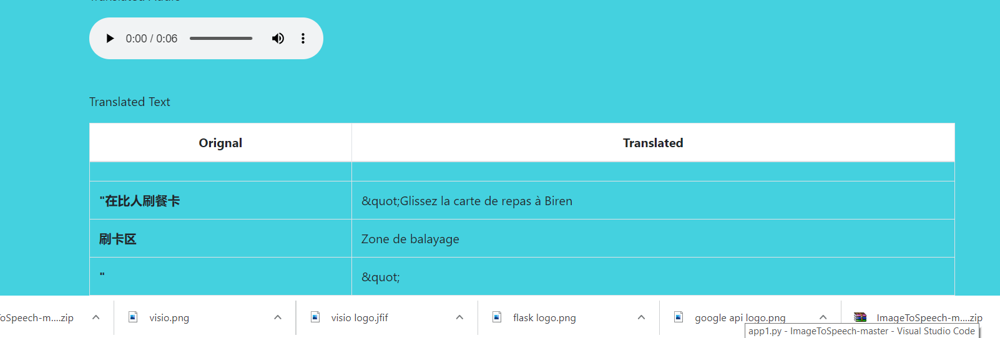 0:00 / 0:06
Translated Text
Orignal
Translated
"在比人刷餐卡
&quot;Glissez la carte de repas à Biren
刷卡区
Zone de balayage
"
&quot;
oSpeech-m....zip
visio.png
visio logo.jfif
flask logo.png
google api logo.png
ImageToSpeech-m....zip
app1.py - ImageToSpeech-master - Visual Studio Code